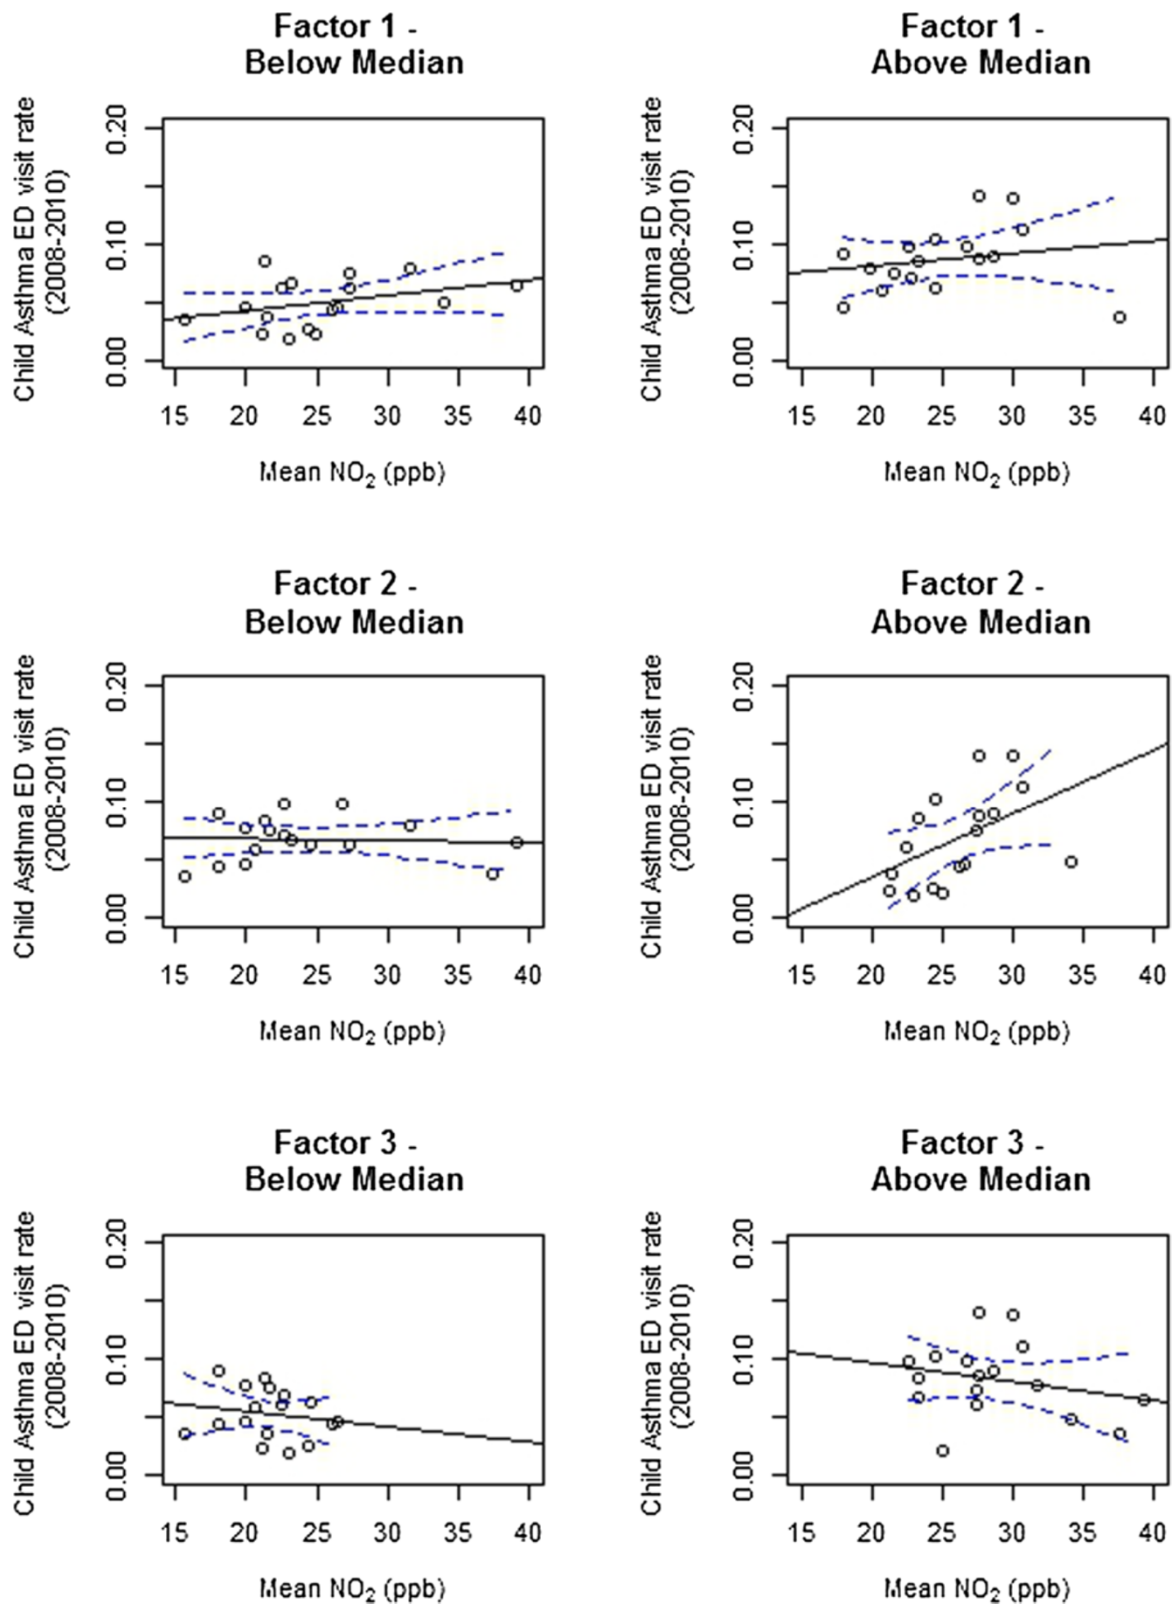 Factor 1 -
Below Median
Child Asthma ED visit rate
(2008-2010)
0.20
0.10
0.00
15 20 25 30 35 40
Mean NO₂ (ppb)
Factor 1 -
Above Median
Child Asthma ED visit rate
(2008-2010)
0.20
0.10
0.00
15 20 25 30 35 40
Mean NO₂ (ppb)
Factor 2 -
Below Median
Child Asthma ED visit rate
(2008-2010)
0.20
0.10
0.00
15 20 25 30 35 40
Mean NO₂ (ppb)
Factor 2 -
Above Median
Child Asthma ED visit rate
(2008-2010)
0.20
0.10
0.00
15 20 25 30 35 40
Mean NO₂ (ppb)
Factor 3 -
Below Median
Child Asthma ED visit rate
(2008-2010)
0.20
0.10
0.00
15 20 25 30 35 40
Mean NO₂ (ppb)
Factor 3 -
Above Median
Child Asthma ED visit rate
(2008-2010)
0.20
0.10
0.00
15 20 25 30 35 40
Mean NO₂ (ppb)